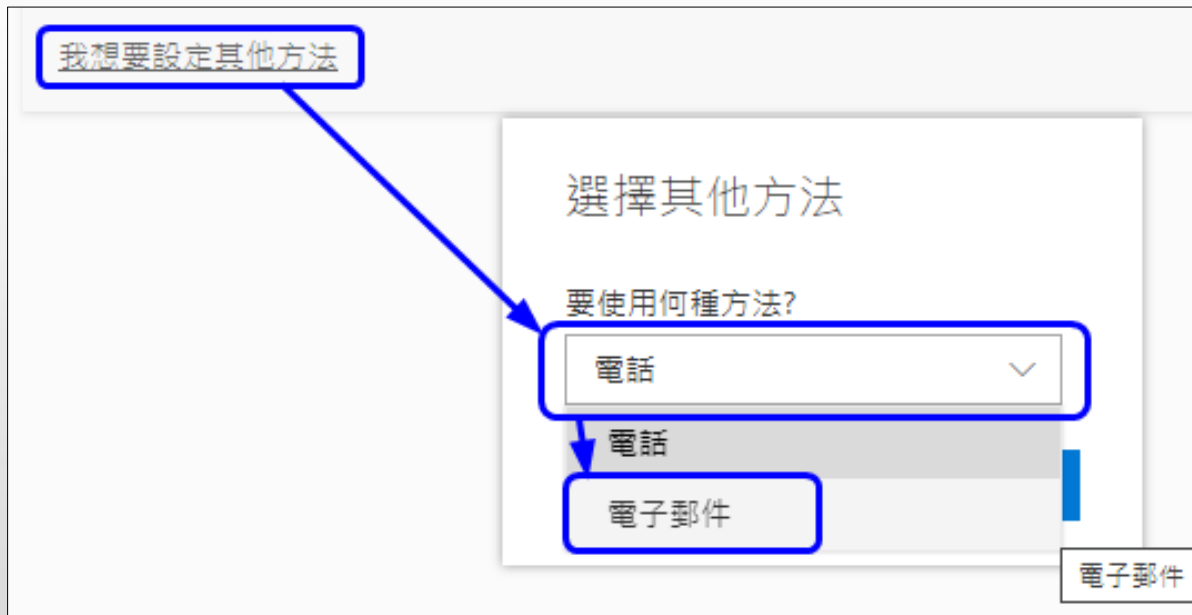 我想要設定其他方法
選擇其他方法
要使用何種方法?
電話
電話
電子郵件
電子郵件